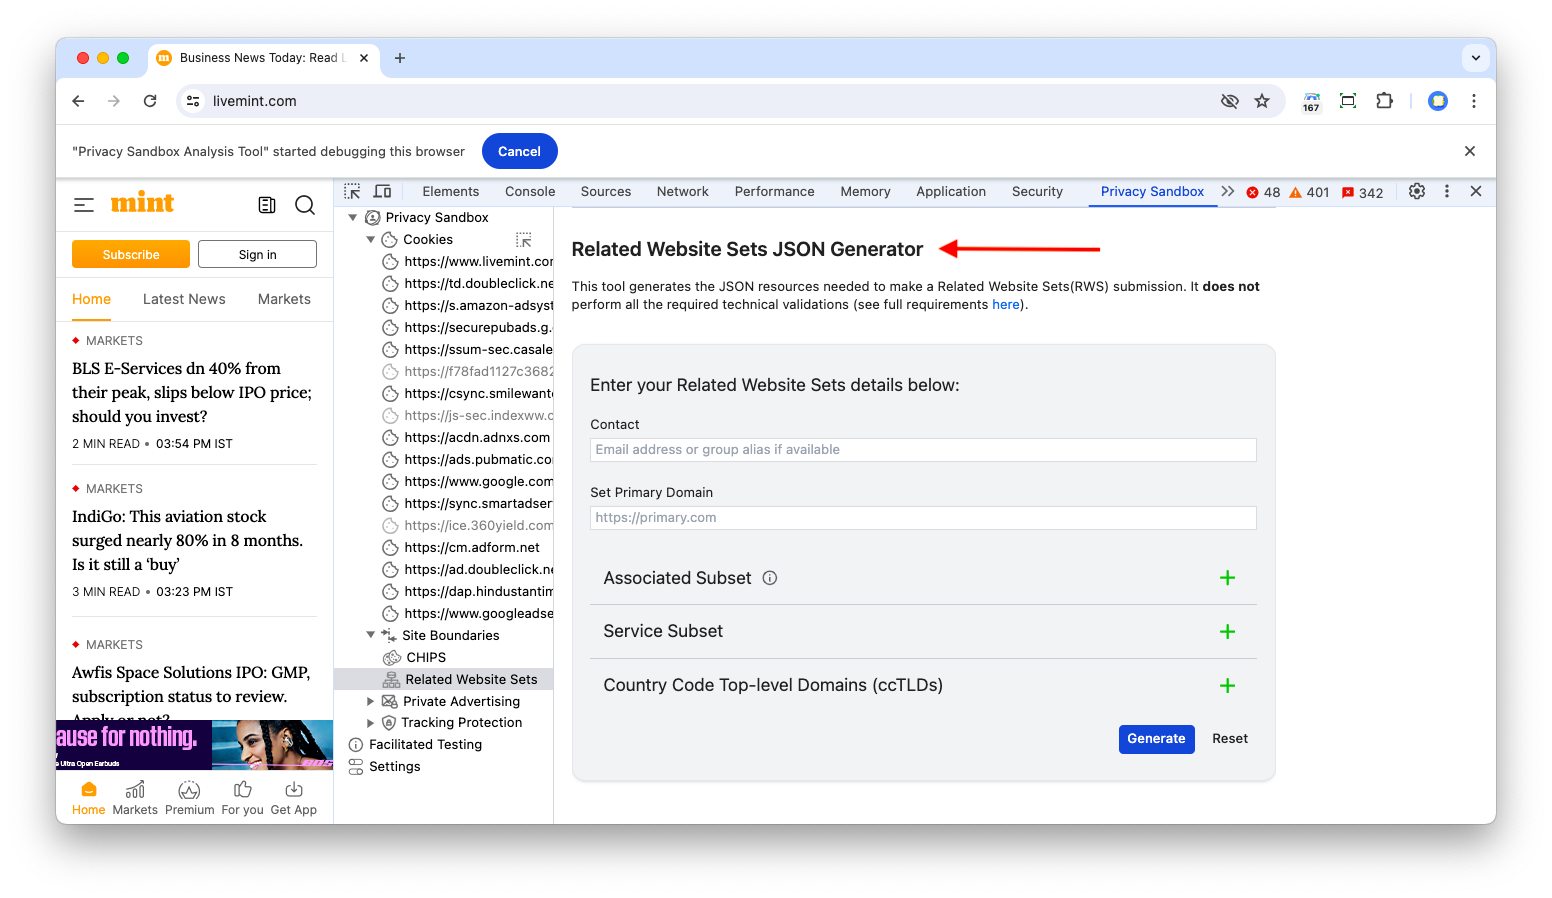 Business News Today: Read L
livemint.com
167
"Privacy Sandbox Analysis Tool" started debugging this browser
Cancel
mint
Subscribe
Sign in
Home
Latest News
Markets
MARKETS
BLS E-Services dn 40% from
their peak, slips below IPO price;
should you invest?
2 MIN READ • 03:54 PM IST
MARKETS
IndiGo: This aviation stock
surged nearly 80% in 8 months.
Is it still a ‘buy’
3 MIN READ • 03:23 PM IST
MARKETS
Awfis Space Solutions IPO: GMP,
subscription status to review.
Apply or not?
ause for nothing.
Ultra Open Earbuds
Home
Markets
Premium
For you
Get App
Elements
Console
Sources
Network
Performance
Memory
Application
Security
Privacy Sandbox
48
401
342
Privacy Sandbox
Cookies
https://www.livemint.com
https://td.doubleclick.ne
https://s.amazon-adsyst
https://securepubads.g.
https://ssum-sec.casale
https://f78fad1127c3682
https://csync.smilewant
https://js-sec.indexww.c
https://acdn.adnxs.com
https://ads.pubmatic.co
https://www.google.com
https://sync.smartadser
https://ice.360yield.com
https://cm.adform.net
https://ad.doubleclick.ne
https://dap.hindustantim
https://www.googleadse
Site Boundaries
CHIPS
Related Website Sets
Private Advertising
Tracking Protection
Facilitated Testing
Settings
Related Website Sets JSON Generator
This tool generates the JSON resources needed to make a Related Website Sets(RWS) submission. It does not
perform all the required technical validations (see full requirements here).
Enter your Related Website Sets details below:
Contact
Email address or group alias if available
Set Primary Domain
https://primary.com
Associated Subset
Service Subset
Country Code Top-level Domains (ccTLDs)
Generate
Reset